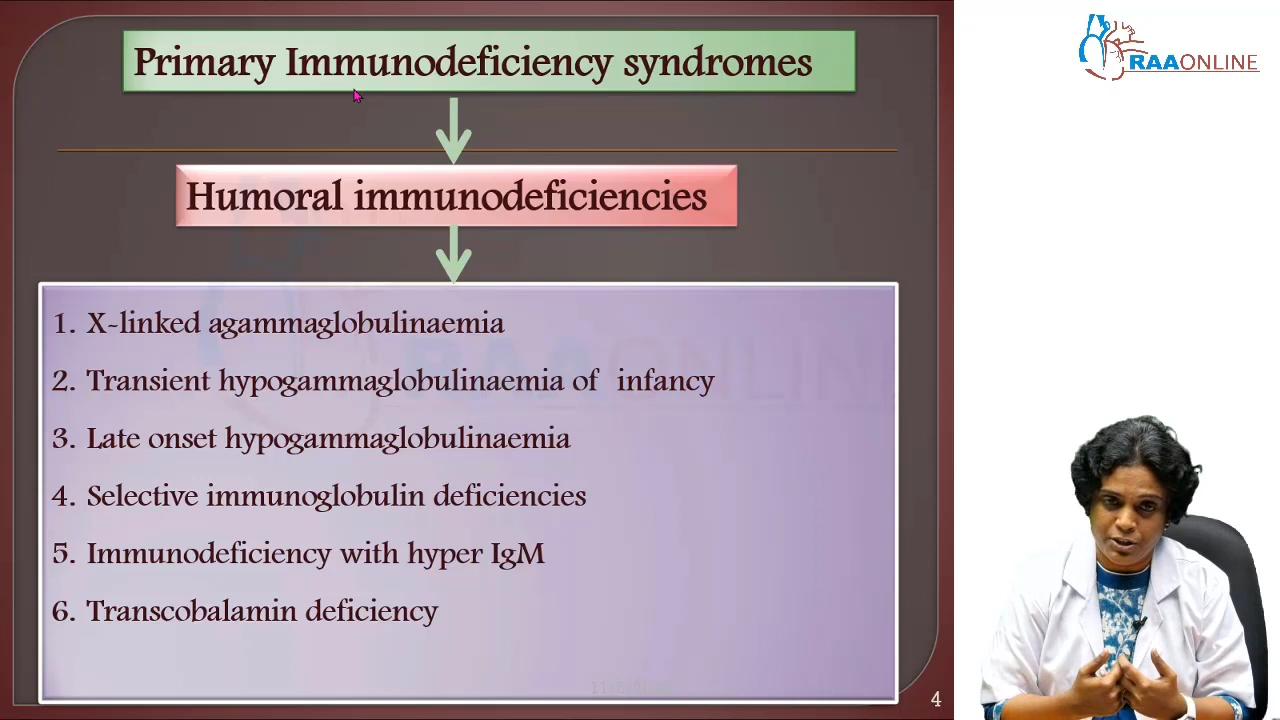 Primary Immunodeficiency syndromes
RAAONLINE
Humoral immunodeficiencies
1. X-linked agammaglobulinaemia
2. Transient hypogammaglobulinaemia of infancy
3. Late onset hypogammaglobulinaemia
4. Selective immunoglobulin deficiencies
5. Immunodeficiency with hyper IgM
6. Transcobalamin deficiency
RAAONLINE
4